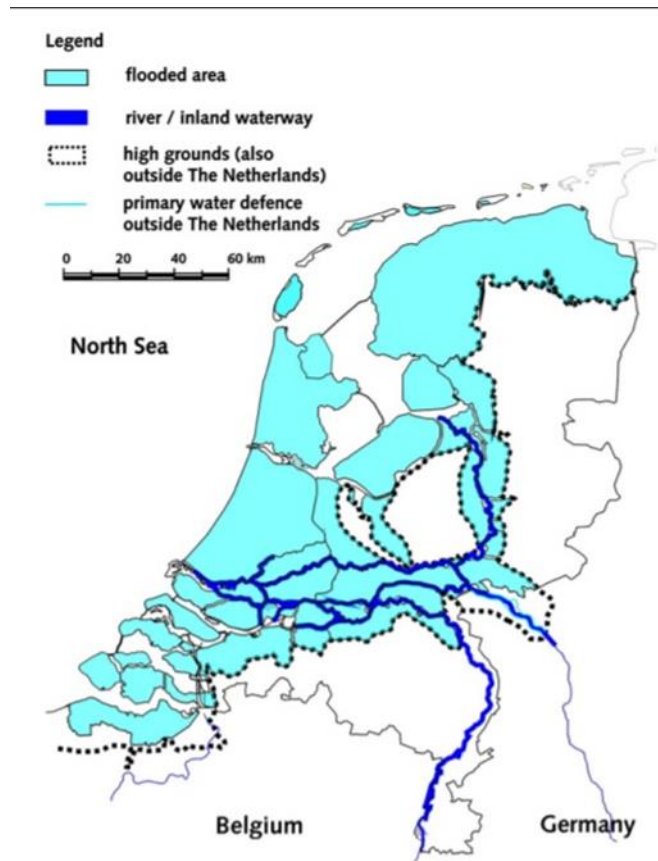 Legend
flooded area
river / inland waterway
high grounds (also
outside The Netherlands)
primary water defence
outside The Netherlands
0 20 40 60 km
North Sea
Belgium
Germany